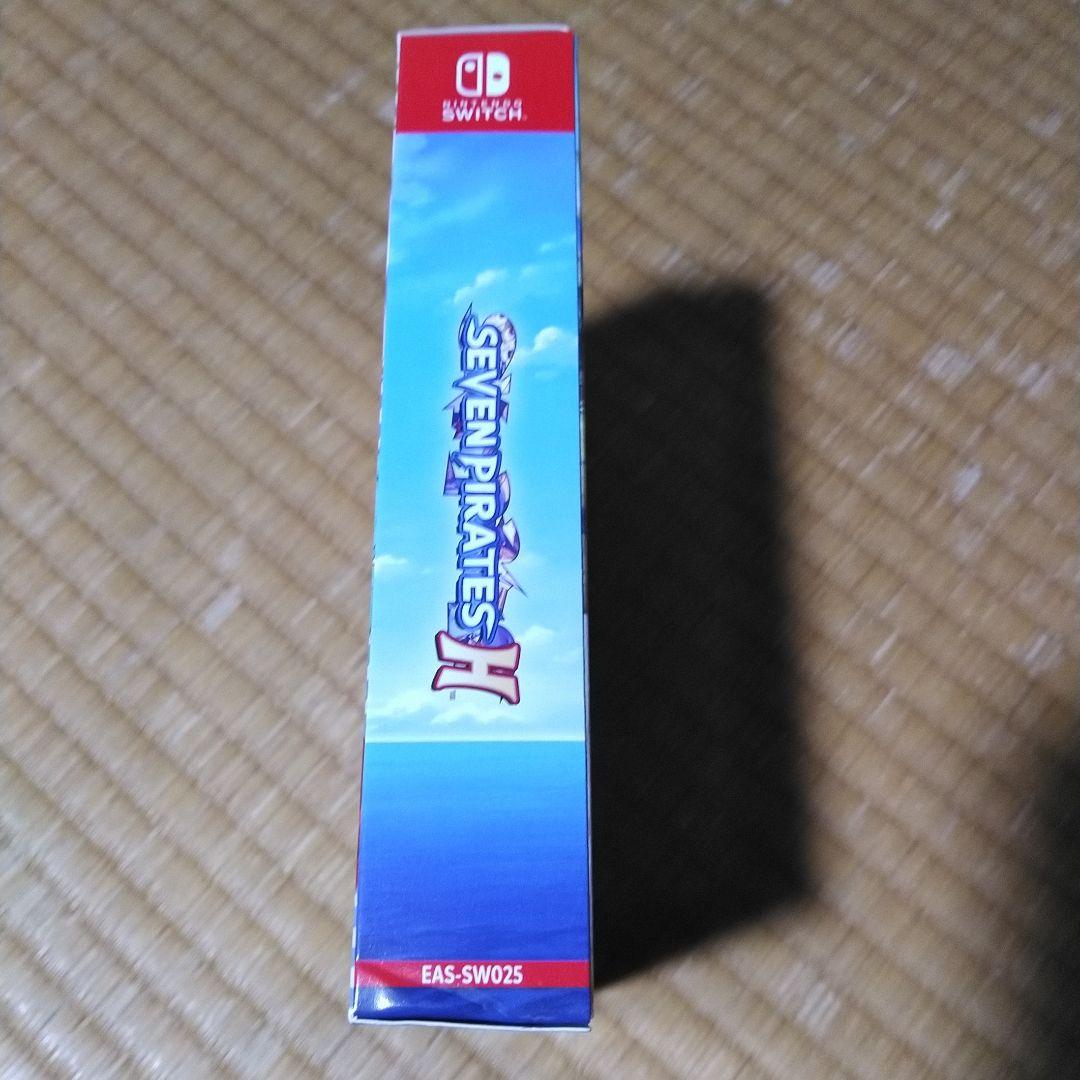 NINTENDO
SWITCH
SEVEN PIRATES
H
EAS-SW025